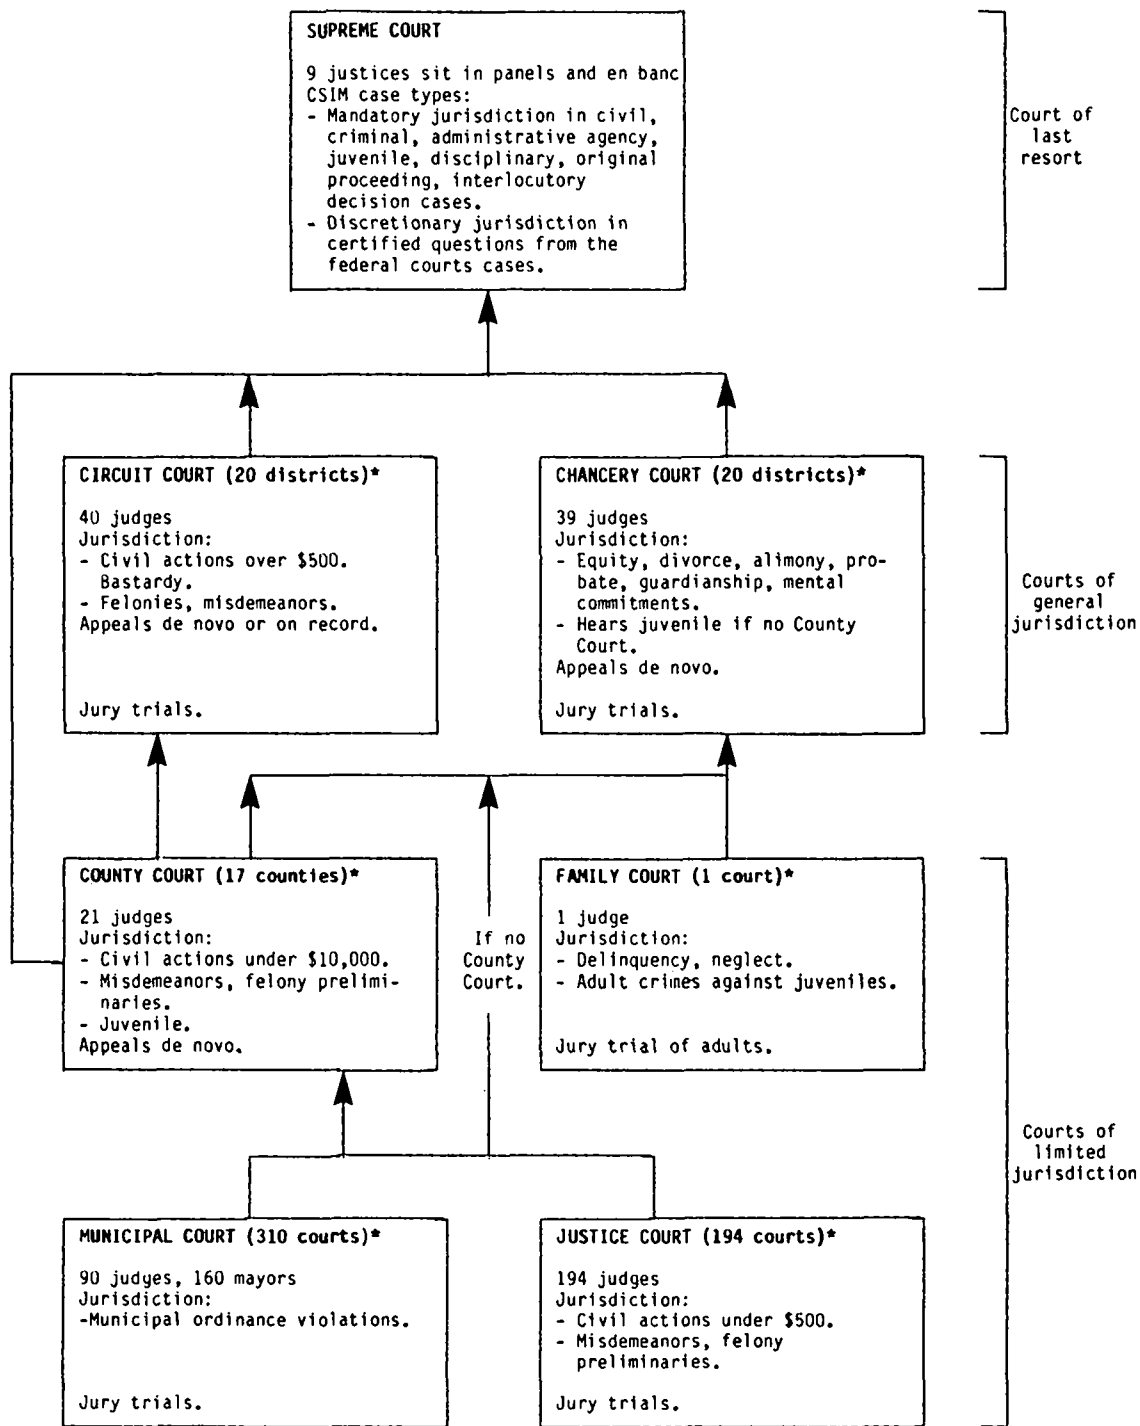 SUPREME COURT
9 justices sit in panels and en banc
CSIM case types:
- Mandatory jurisdiction in civil,
criminal, administrative agency,
juvenile, disciplinary, original
proceeding, interlocutory
decision cases.
- Discretionary jurisdiction in
certified questions from the
federal courts cases.
Court of
last
resort
CIRCUIT COURT (20 districts)*
40 judges
Jurisdiction:
- Civil actions over $500.
Bastardy.
- Felonies, misdemeanors.
Appeals de novo or on record.
Jury trials.
CHANCERY COURT (20 districts)*
39 judges
Jurisdiction:
- Equity, divorce, alimony, pro-
bate, guardianship, mental
commitments.
- Hears juvenile if no County
Court.
Appeals de novo.
Jury trials.
Courts of
general
jurisdiction
COUNTY COURT (17 counties)*
21 judges
Jurisdiction:
- Civil actions under $10,000.
- Misdemeanors, felony prelimi-
naries.
- Juvenile.
Appeals de novo.
If no
County
Court.
FAMILY COURT (1 court)*
1 judge
Jurisdiction:
- Delinquency, neglect.
- Adult crimes against juveniles.
Jury trial of adults.
Courts of
limited
jurisdiction
MUNICIPAL COURT (310 courts)*
90 judges, 160 mayors
Jurisdiction:
-Municipal ordinance violations.
Jury trials.
JUSTICE COURT (194 courts)*
194 judges
Jurisdiction:
- Civil actions under $500.
- Misdemeanors, felony
preliminaries.
Jury trials.